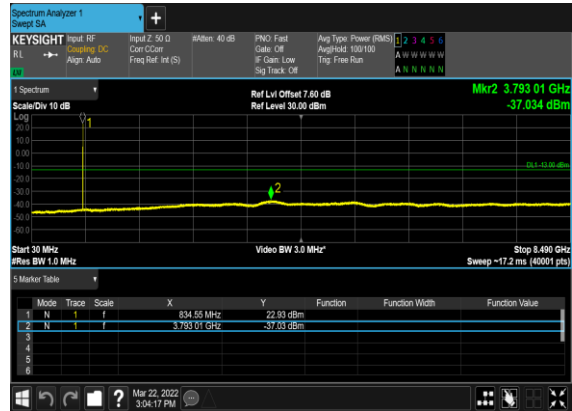 Spectrum Analyzer 1
Swept SA
+
KEYSIGHT Input: RF Input Z: 50 Ω #Atten: 40 dB PNO: Fast Avg Type: Power (RMS) 1 2 3 4 5 6
RL Coupling: DC Corr CCorr Gate: Off Avg|Hold: 100/100 A W W W W W
Align: Auto Freq Ref: Int (S) IF Gain: Low Trig: Free Run
Sig Track: Off A N N N N N
1 Spectrum Ref Lvl Offset 7.60 dB Mkr2 3.793 01 GHz
Scale/Div 10 dB Ref Level 30.00 dBm -37.034 dBm
Log
20.0 1
10.0
0.00
-10.0 DL1 -13.00 dBm
-20.0
-30.0 2
-40.0
-50.0
-60.0
Start 30 MHz Video BW 3.0 MHz* Stop 8.490 GHz
#Res BW 1.0 MHz Sweep ~17.2 ms (40001 pts)
5 Marker Table
Mode Trace Scale X Y Function Function Width Function Value
1 N 1 f 834.55 MHz 22.93 dBm
2 N 1 f 3.793 01 GHz -37.03 dBm
3
4
5
6
? Mar 22, 2022
3:04:17 PM